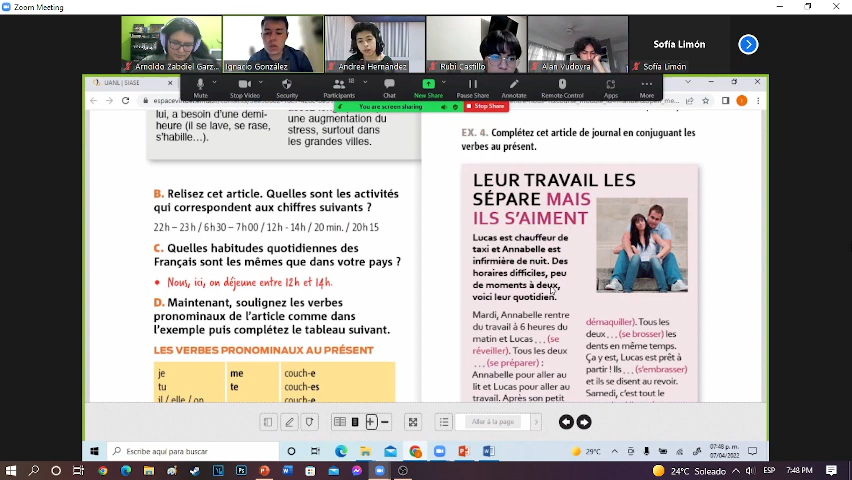 Zoom Meeting
Arnoldo Zabdiel Garz...
Ignacio González
Andrea Hernández
Rubi Castillo
Alan Vudoyra
Sofía Limón
Sofía Limón
UANL | SIASE
Mute
Stop Video
Security
Participants
18
Chat
New Share
Pause Share
Annotate
Remote Control
Apps
More
You are screen sharing
Stop Share
lui, a besoin d'une demi-
heure (il se lave, se rase,
s'habille…).
une augmentation du
stress, surtout dans
les grandes villes.
B. Relisez cet article. Quelles sont les activités
qui correspondent aux chiffres suivants ?
22h – 23h / 6h30 – 7h00 / 12h - 14h / 20 min. / 20h15
C. Quelles habitudes quotidiennes des
Français sont les mêmes que dans votre pays ?
• Nous, ici, on déjeune entre 12h et 14h.
D. Maintenant, soulignez les verbes
pronominaux de l'article comme dans
l'exemple puis complétez le tableau suivant.
LES VERBES PRONOMINAUX AU PRÉSENT
je me couch-e
tu te couch-es
il / elle / on couch-e
EX. 4. Complétez cet article de journal en conjuguant les
verbes au présent.
LEUR TRAVAIL LES
SÉPARE MAIS
ILS S'AIMENT
Lucas est chauffeur de
taxi et Annabelle est
infirmière de nuit. Des
horaires difficiles, peu
de moments à deux,
voici leur quotidien.
Mardi, Annabelle rentre
du travail à 6 heures du
matin et Lucas ... (se
réveiller). Tous les deux
... (se préparer) :
Annabelle pour aller au
lit et Lucas pour aller au
travail. Après son petit
démaquiller). Tous les
deux ... (se brosser) les
dents en même temps.
Ça y est, Lucas est prêt à
partir ! Ils ... (s'embrasser)
et ils se disent au revoir.
Samedi, c'est tout le
Aller à la page
Escribe aquí para buscar
29°C
07:48 p. m.
07/04/2022
24°C Soleado
ESP
7:48 PM